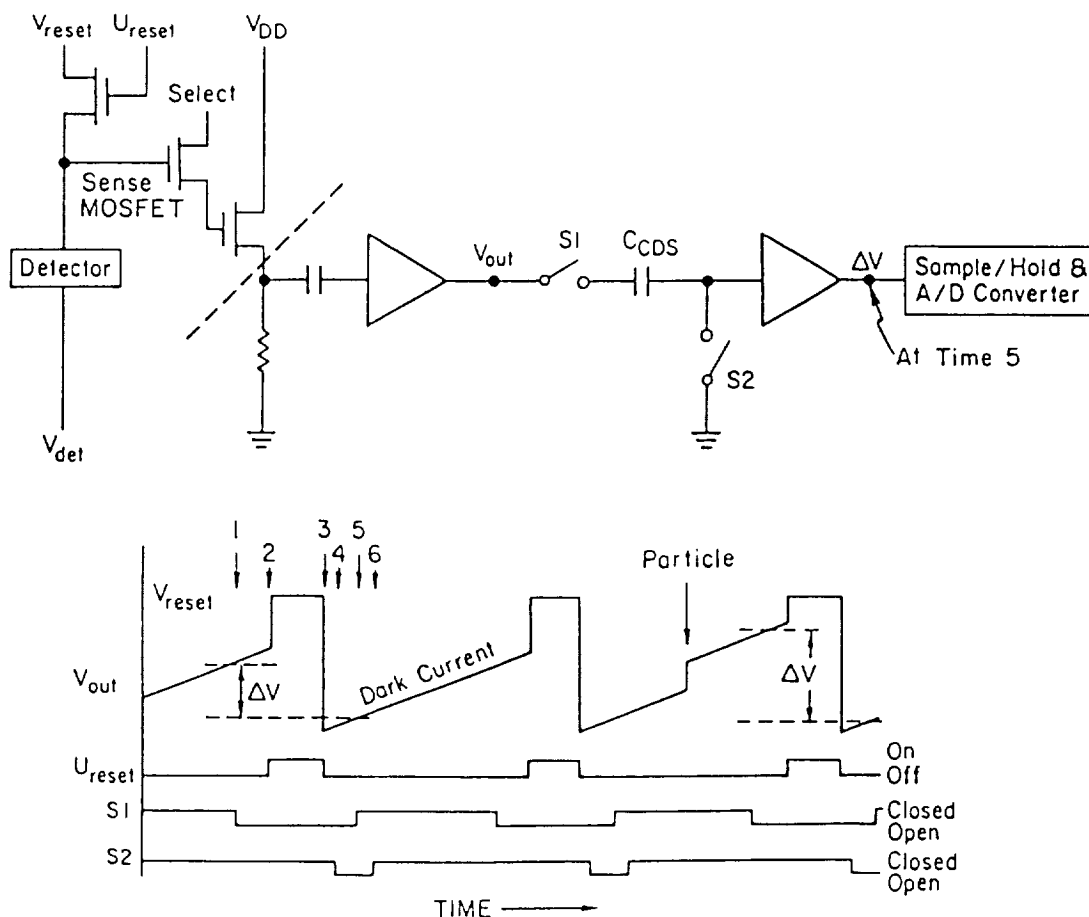 V_reset U_reset V_DD
Select
Sense
MOSFET
Detector
V_out S1 C_CDS ΔV
Sample/Hold &
A/D Converter
At Time 5
S2
V_det
1 3 5
2 4 6
Particle
V_reset
V_out
ΔV
Dark Current
ΔV
U_reset
On
Off
S1
Closed
Open
S2
Closed
Open
TIME